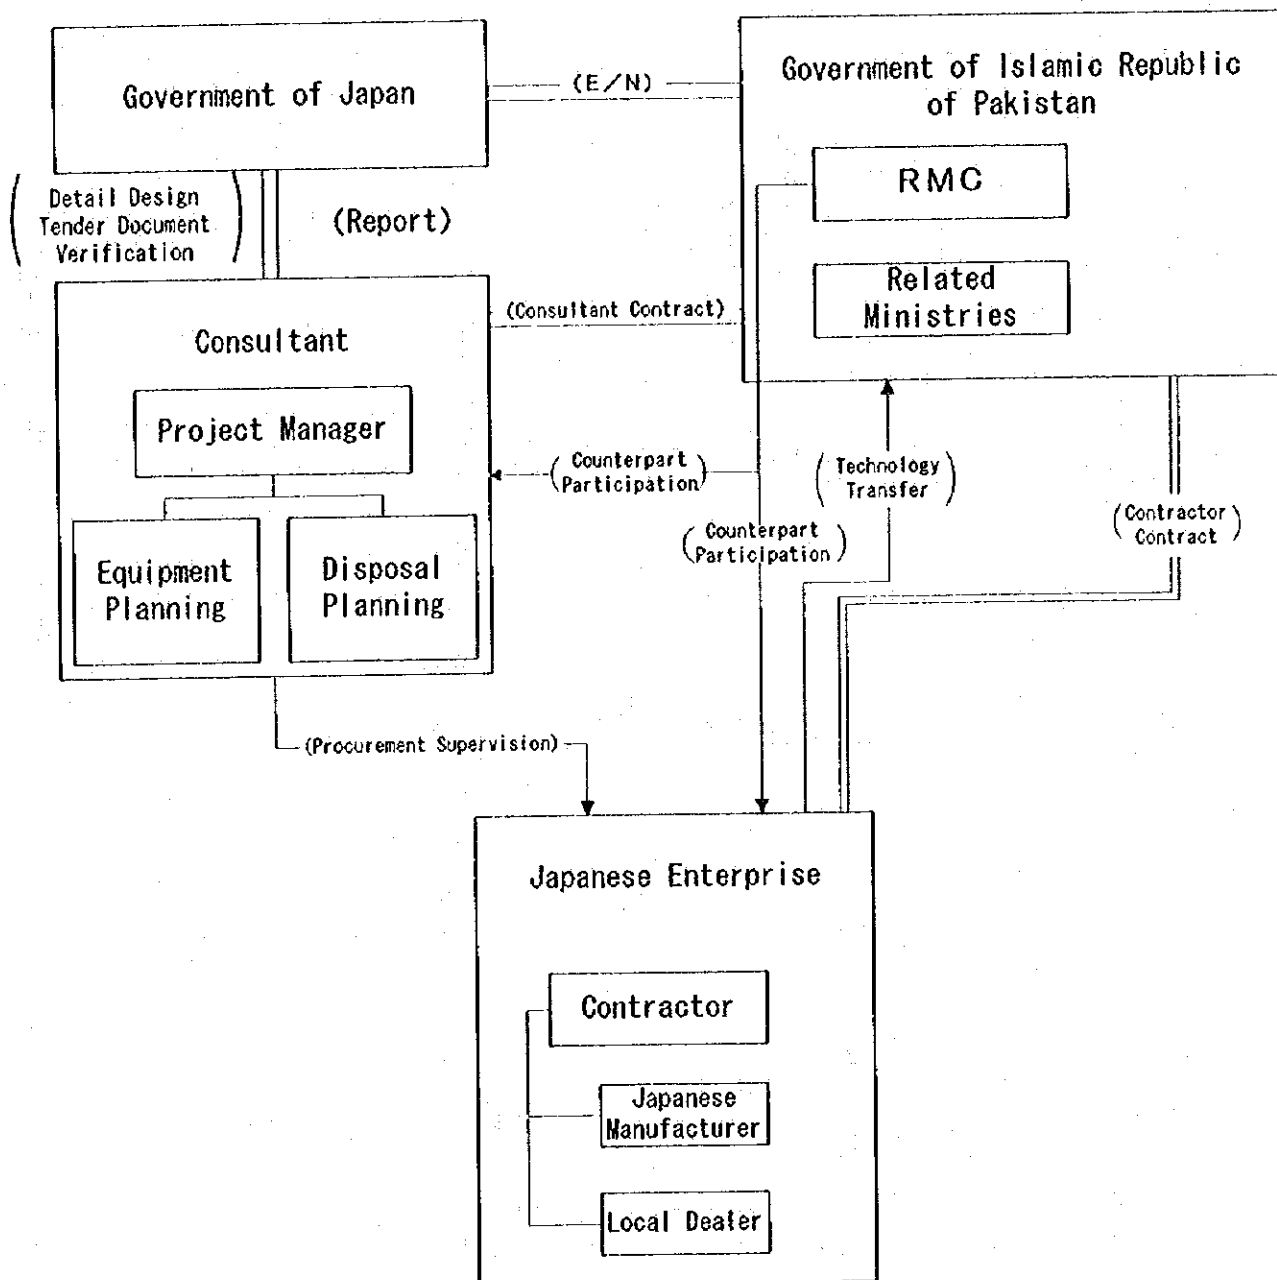 Government of Japan
(E/N)
Government of Islamic Republic
of Pakistan
RMC
Related
Ministries
(Detail Design
Tender Document
Verification)
(Report)
(Consultant Contract)
Consultant
Project Manager
Equipment
Planning
Disposal
Planning
(Counterpart
Participation)
(Counterpart
Participation)
(Technology
Transfer)
(Contractor
Contract)
(Procurement Supervision)
Japanese Enterprise
Contractor
Japanese
Manufacturer
Local Dealer